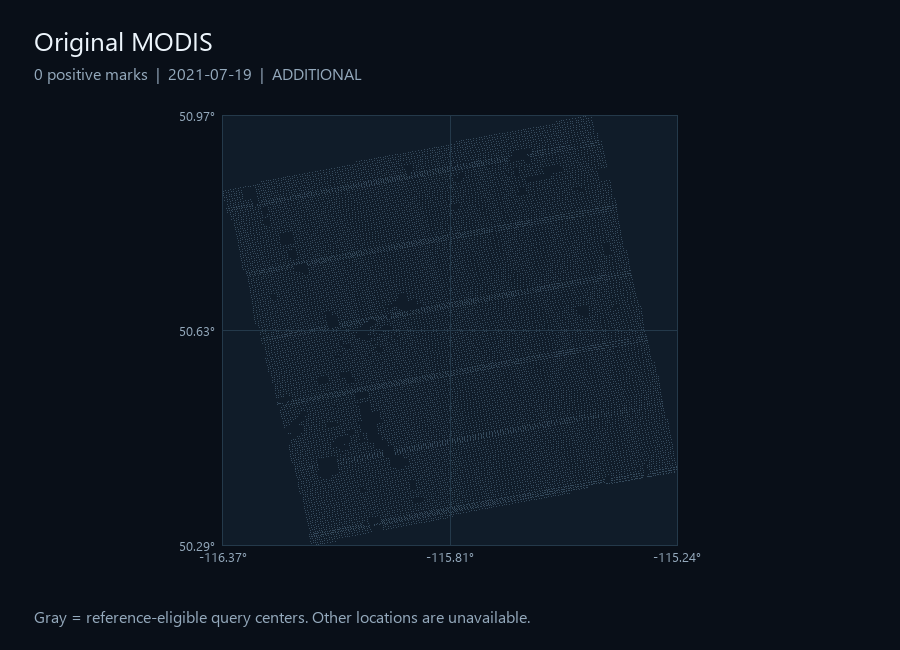 Original MODIS
0 positive marks | 2021-07-19 | ADDITIONAL
50.97°
50.63°
50.29°
-116.37°
-115.81°
-115.24°
Gray = reference-eligible query centers. Other locations are unavailable.